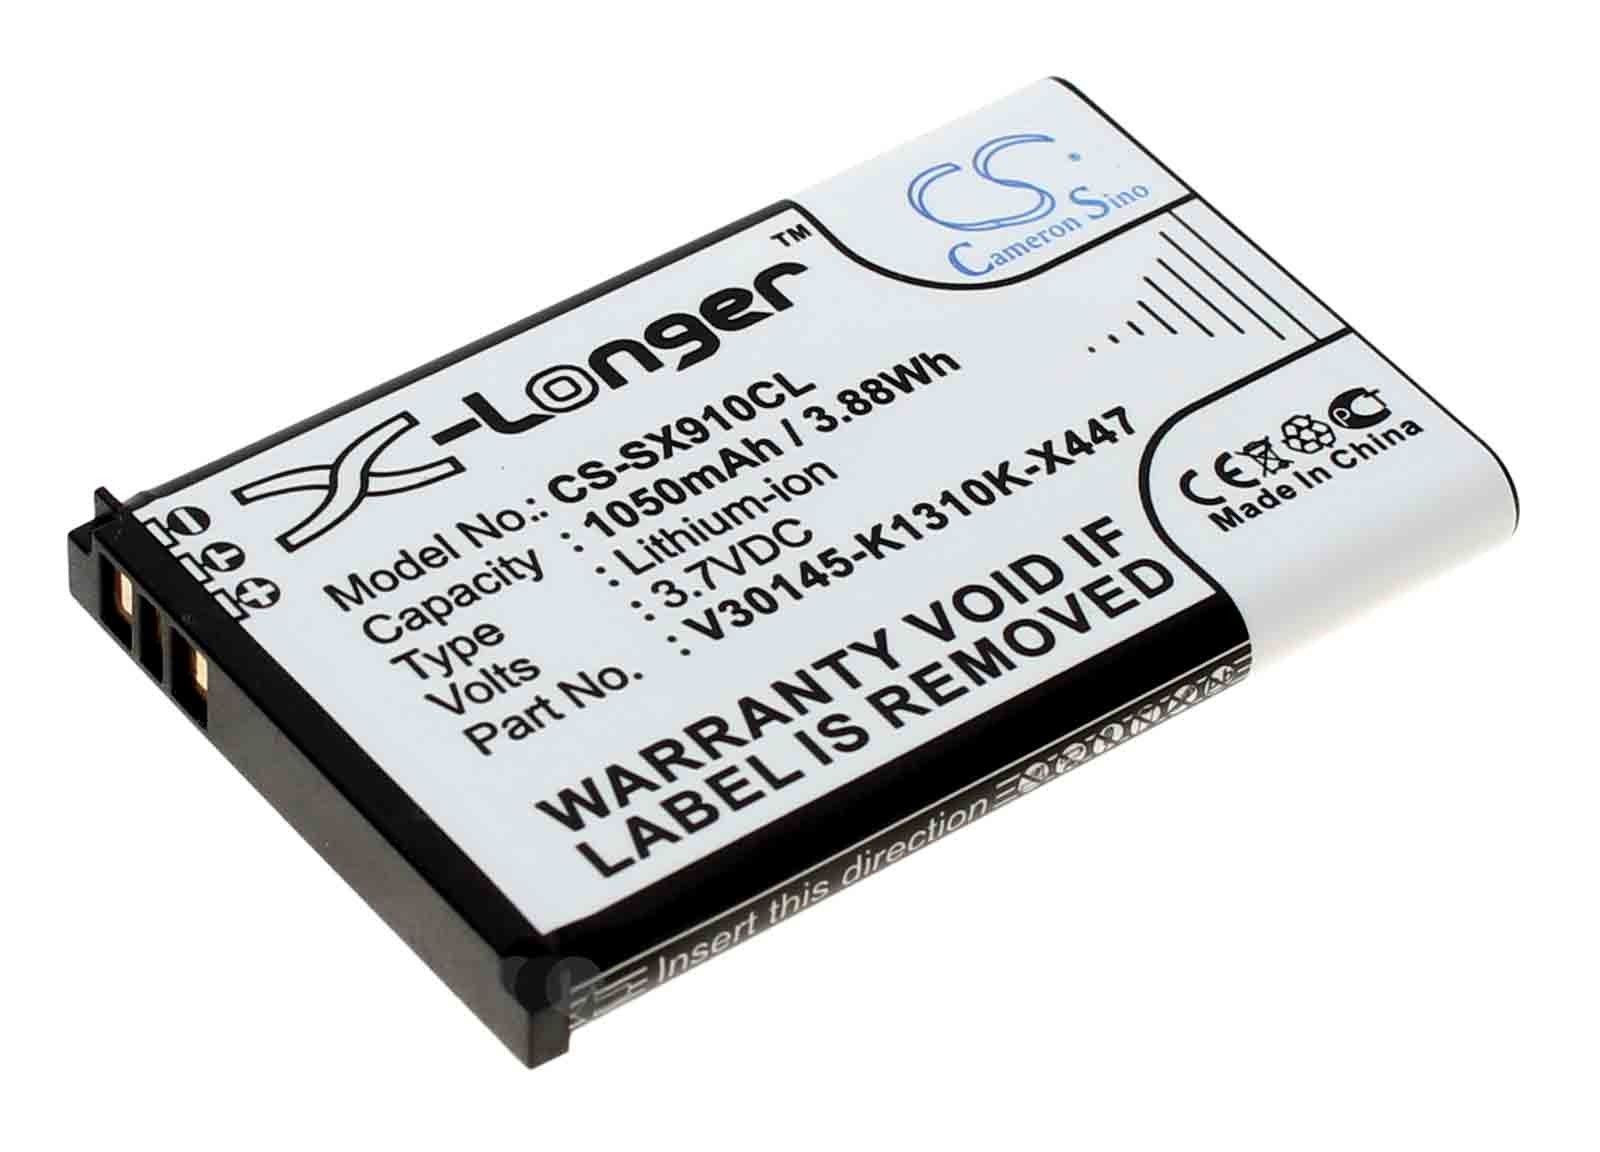 CS®
Cameron Sino
X-Longer™
Model No.: CS-SX910CL
Capacity : 1050mAh / 3.88Wh
Type : Lithium-ion
Volts : 3.7VDC
Part No. : V30145-K1310K-X447
WARRANTY VOID IF
LABEL IS REMOVED
CE
Made In China
Insert this direction